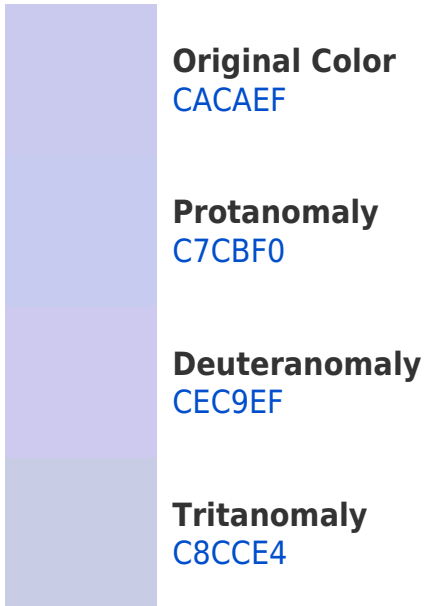 Original Color
CACAEF
Protanomaly
C7CBF0
Deuteranomaly
CEC9EF
Tritanomaly
C8CCE4